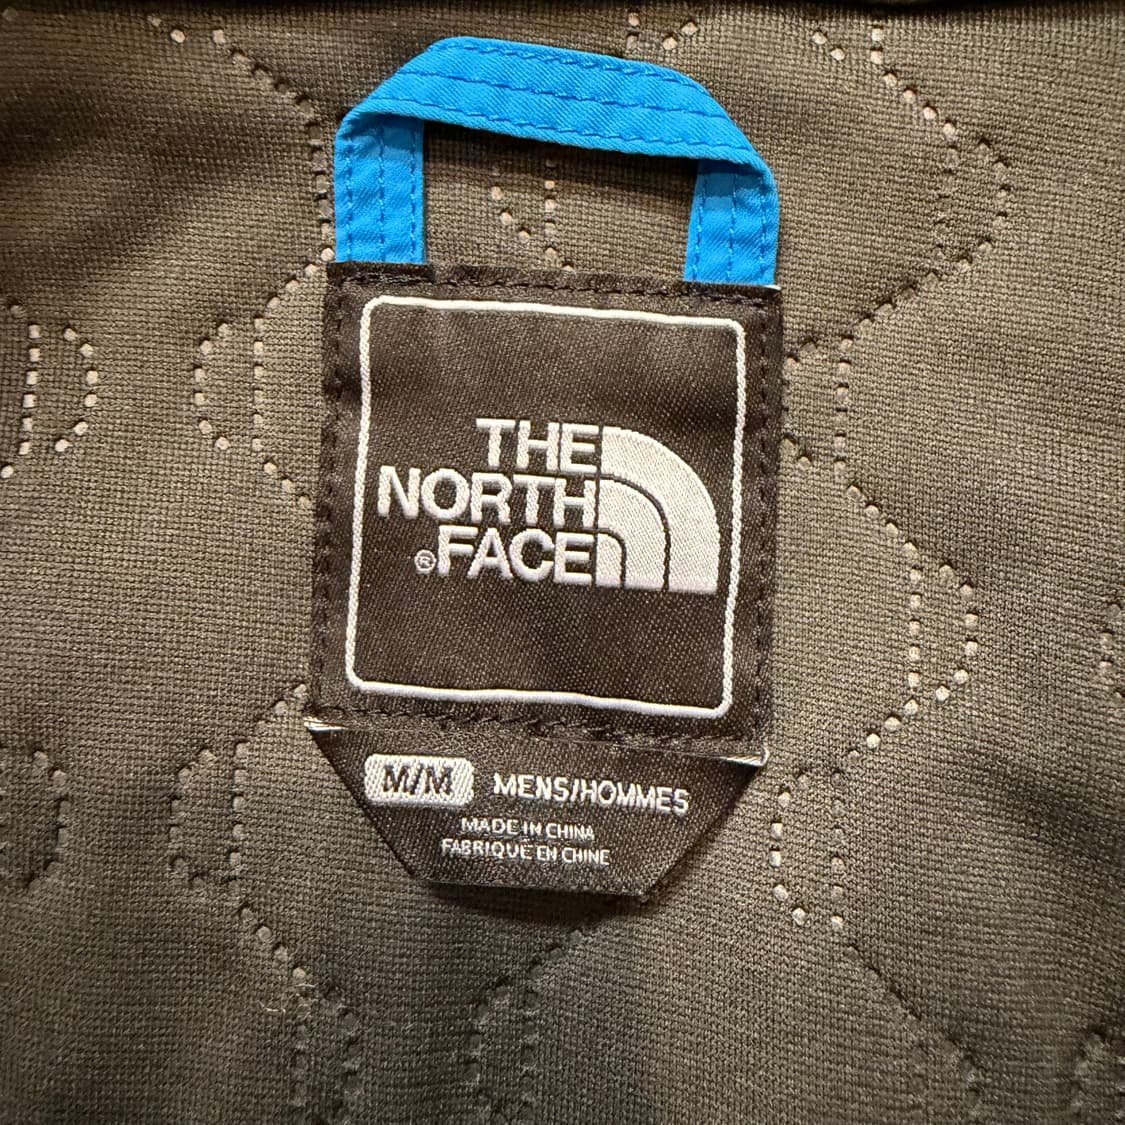 THE
NORTH
®FACE
M/M MENS/HOMMES
MADE IN CHINA
FABRIQUE EN CHINE